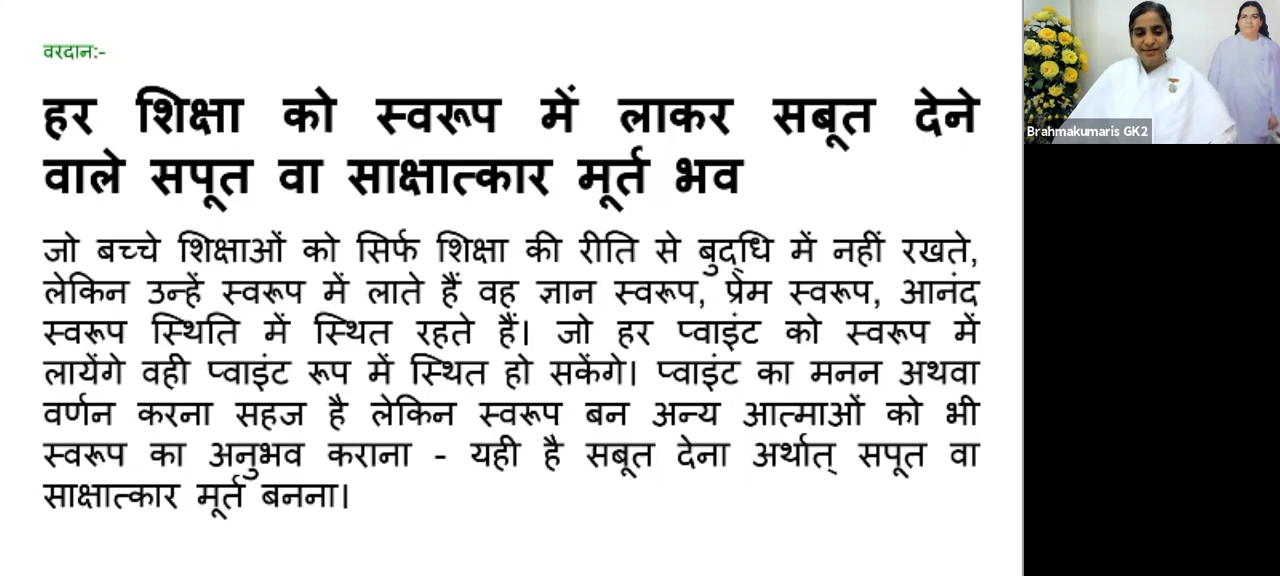 वरदान:-
हर शिक्षा को स्वरूप में लाकर सबूत देने
वाले सपूत वा साक्षात्कार मूर्त भव
जो बच्चे शिक्षाओं को सिर्फ शिक्षा की रीति से बुद्धि में नहीं रखते,
लेकिन उन्हें स्वरूप में लाते हैं वह ज्ञान स्वरूप, प्रेम स्वरूप, आनंद
स्वरूप स्थिति में स्थित रहते हैं। जो हर प्वाइंट को स्वरूप में
लायेंगे वही प्वाइंट रूप में स्थित हो सकेंगे। प्वाइंट का मनन अथवा
वर्णन करना सहज है लेकिन स्वरूप बन अन्य आत्माओं को भी
स्वरूप का अनुभव कराना - यही है सबूत देना अर्थात् सपूत वा
साक्षात्कार मूर्त बनना।
Brahmakumaris GK2